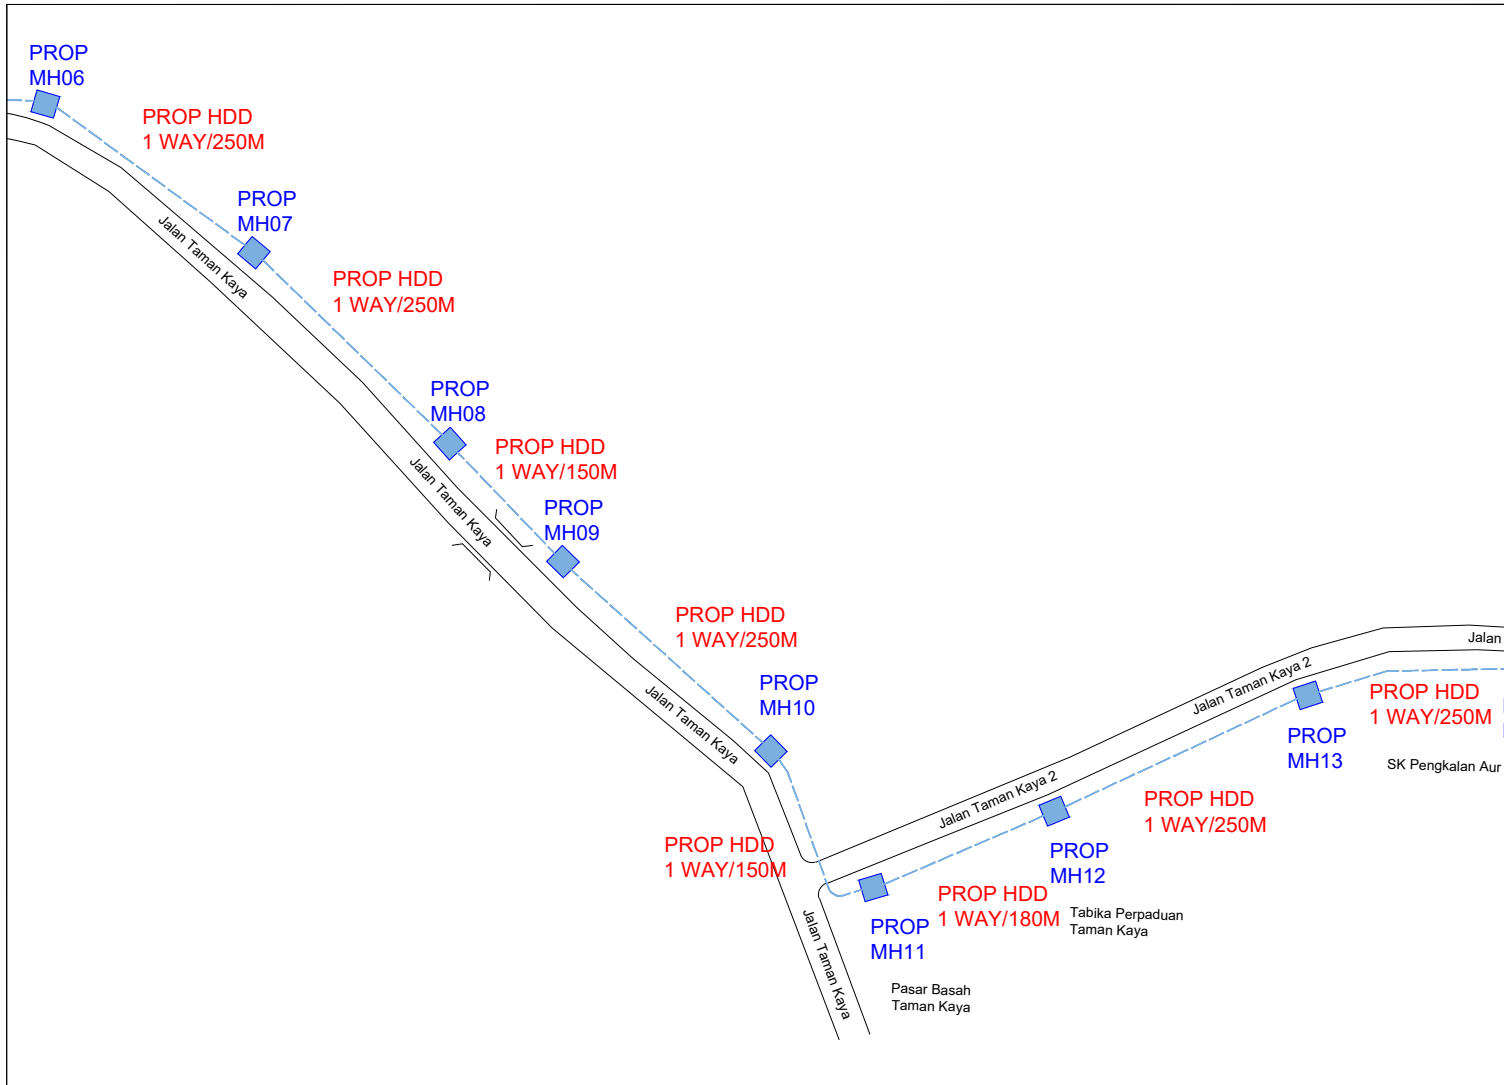 PROP
MH06
PROP HDD
1 WAY/250M
PROP
MH07
Jalan Taman Kaya
PROP HDD
1 WAY/250M
PROP
MH08
PROP HDD
1 WAY/150M
Jalan Taman Kaya
PROP
MH09
PROP HDD
1 WAY/250M
Jalan Taman Kaya
PROP
MH10
PROP HDD
1 WAY/150M
Jalan Taman Kaya
Jalan Taman Kaya 2
PROP
MH11
PROP HDD
1 WAY/180M
Pasar Basah
Taman Kaya
PROP
MH12
Tabika Perpaduan
Taman Kaya
PROP HDD
1 WAY/250M
Jalan Taman Kaya 2
PROP
MH13
Jalan
PROP HDD
1 WAY/250M
SK Pengkalan Aur